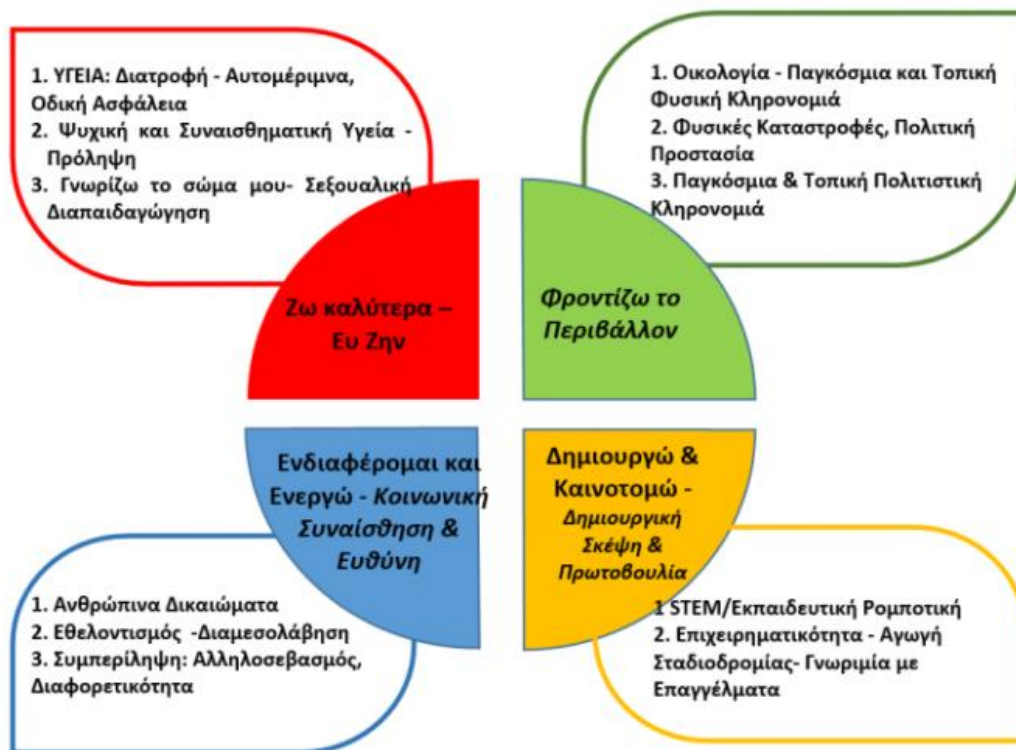 1. ΥΓΕΙΑ: Διατροφή - Αυτομέριμνα,
Οδική Ασφάλεια
2. Ψυχική και Συναισθηματική Υγεία -
Πρόληψη
3. Γνωρίζω το σώμα μου- Σεξουαλική
Διαπαιδαγώγηση
1. Οικολογία - Παγκόσμια και Τοπική
Φυσική Κληρονομιά
2. Φυσικές Καταστροφές, Πολιτική
Προστασία
3. Παγκόσμια & Τοπική Πολιτιστική
Κληρονομιά
Ζω καλύτερα –
Ευ Ζην
Φροντίζω το
Περιβάλλον
Ενδιαφέρομαι και
Ενεργώ - Κοινωνική
Συναίσθηση &
Ευθύνη
Δημιουργώ &
Καινοτομώ -
Δημιουργική
Σκέψη &
Πρωτοβουλία
1. Ανθρώπινα Δικαιώματα
2. Εθελοντισμός -Διαμεσολάβηση
3. Συμπερίληψη: Αλληλοσεβασμός,
Διαφορετικότητα
1 STEM/Εκπαιδευτική Ρομποτική
2. Επιχειρηματικότητα - Αγωγή
Σταδιοδρομίας- Γνωριμία με
Επαγγέλματα